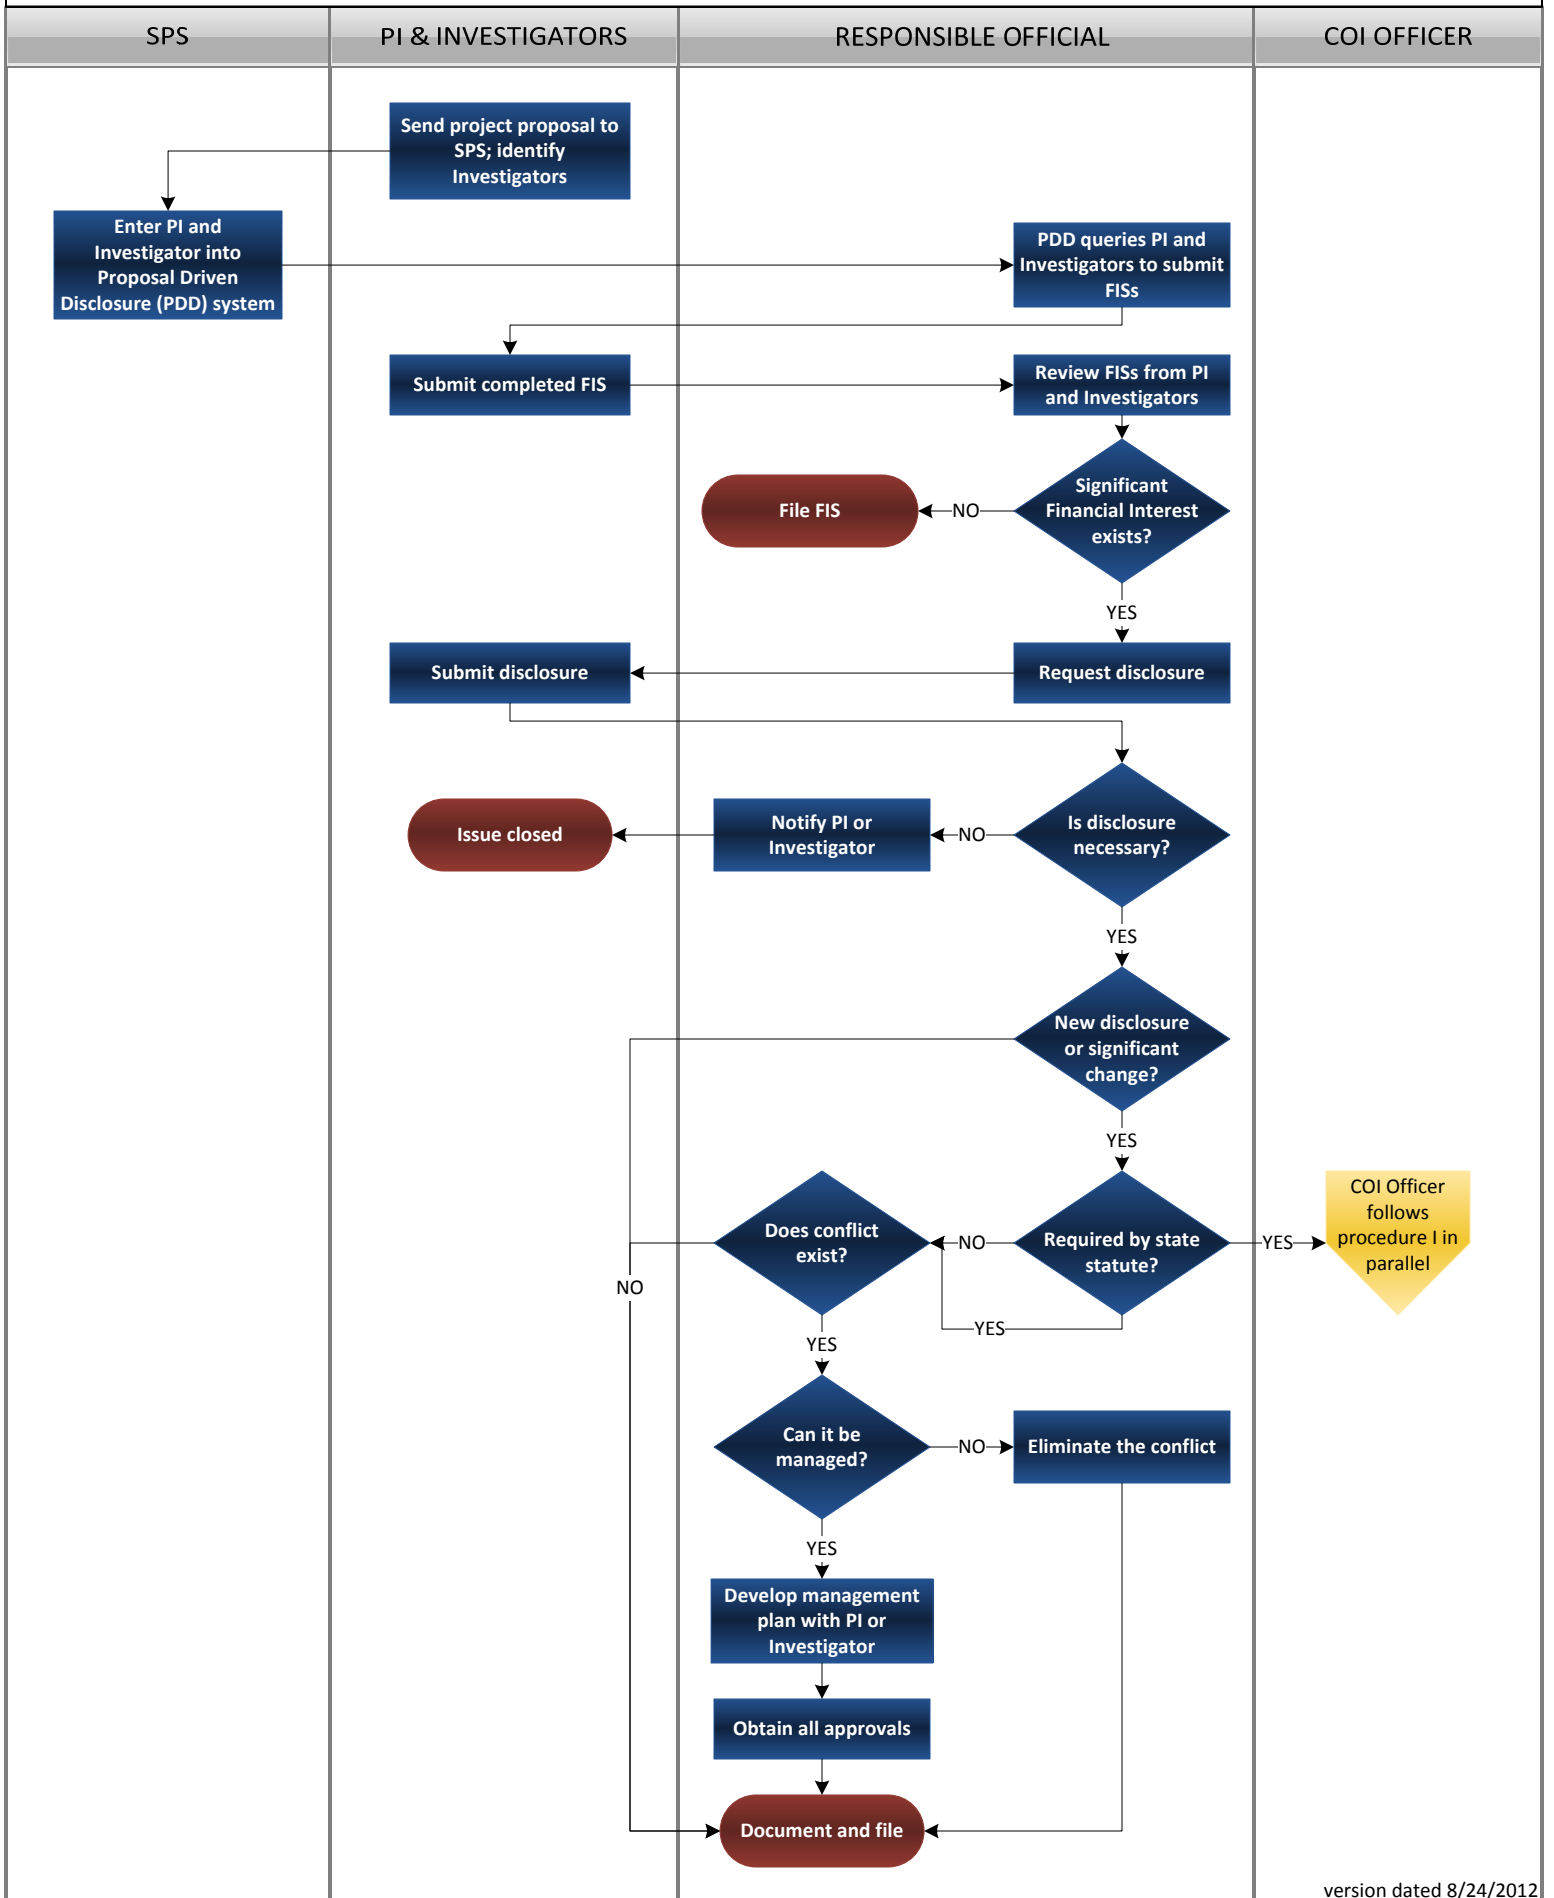 SPS
PI & INVESTIGATORS
RESPONSIBLE OFFICIAL
COI OFFICER
Send project proposal to
SPS; identify
Investigators
Enter PI and
Investigator into
Proposal Driven
Disclosure (PDD) system
PDD queries PI and
Investigators to submit
FISs
Submit completed FIS
Review FISs from PI
and Investigators
Significant
Financial Interest
exists?
NO
File FIS
YES
Request disclosure
Submit disclosure
Is disclosure
necessary?
NO
Notify PI or
Investigator
Issue closed
YES
New disclosure
or significant
change?
YES
Required by state
statute?
YES
COI Officer
follows
procedure I in
parallel
NO
YES
Does conflict
exist?
NO
YES
Can it be
managed?
NO
Eliminate the conflict
YES
Develop management
plan with PI or
Investigator
Obtain all approvals
Document and file
version dated 8/24/2012